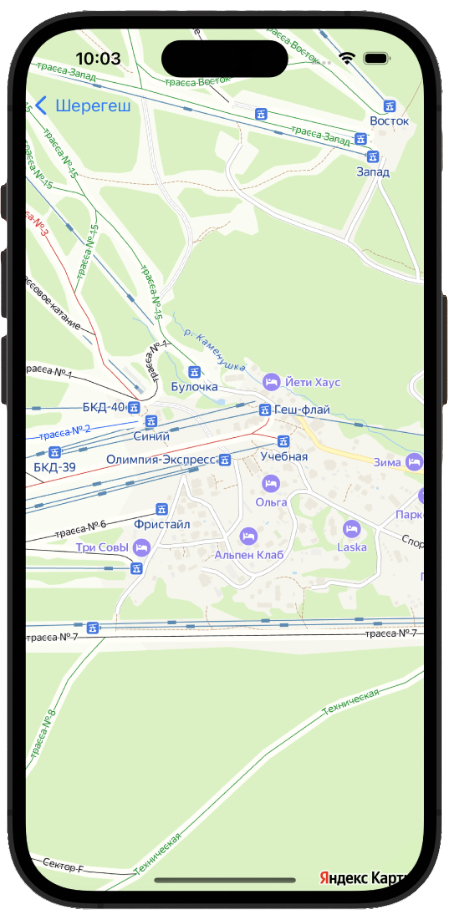 10:03
трасса Восток
трасса Запад
трасса Восток
Шерегеш
Восток
трасса Запад
Запад
трасса №15
трасса №15
трасса №3
трасса №15
трасса №15
трассовое катание
р. Каменушка
трасса №1
трасса №1
Булочка
Йети Хаус
БКД-40
Геш-флай
трасса №2
Синий
БКД-39
Олимпия-Экспресс
Учебная
Зима
Ольга
Парк
трасса №6
Фристайл
Три СовЫ
Альпен Клаб
Laska
Спор
трасса №7
трасса №7
трасса №8
Техническая
Техническая
Сектор F
Яндекс Карты